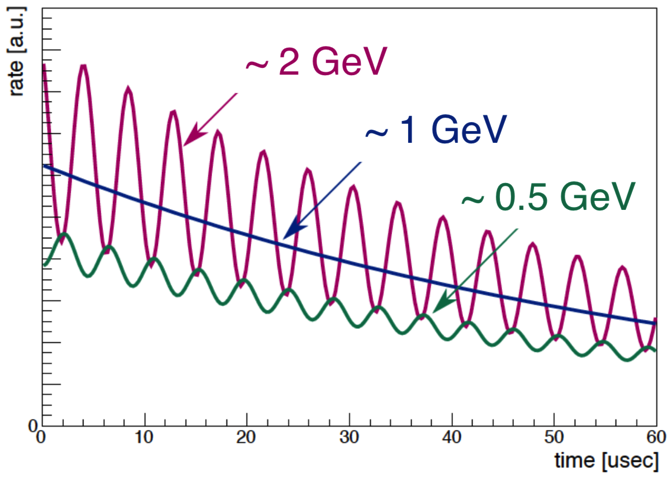 rate [a.u.]
~ 2 GeV
~ 1 GeV
~ 0.5 GeV
0
0 10 20 30 40 50 60
time [usec]